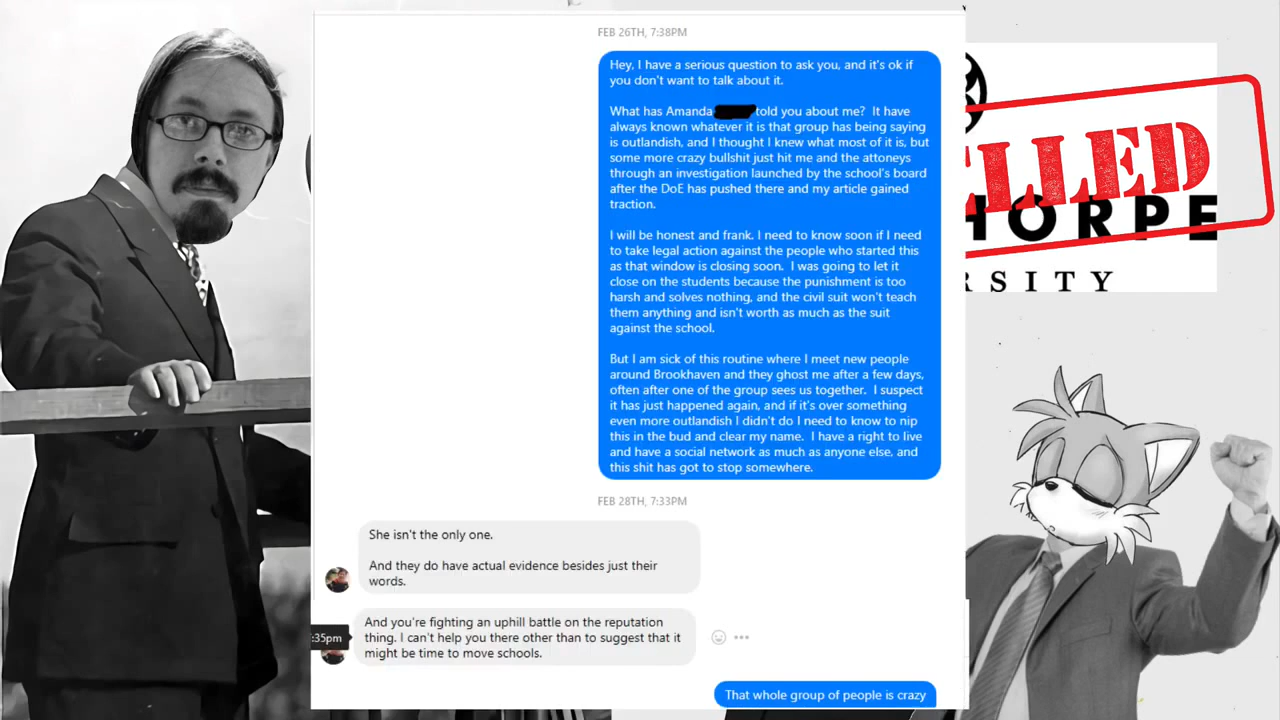 FEB 26TH, 7:38PM
Hey, I have a serious question to ask you, and it's ok if
you don't want to talk about it.
What has Amanda told you about me? It have
always known whatever it is that group has being saying
is outlandish, and I thought I knew what most of it is, but
some more crazy bullshit just hit me and the attoneys
through an investigation launched by the school's board
after the DoE has pushed there and my article gained
traction.
I will be honest and frank. I need to know soon if I need
to take legal action against the people who started this
as that window is closing soon. I was going to let it
close on the students because the punishment is too
harsh and solves nothing, and the civil suit won't teach
them anything and isn't worth as much as the suit
against the school.
But I am sick of this routine where I meet new people
around Brookhaven and they ghost me after a few days,
often after one of the group sees us together. I suspect
it has just happened again, and if it's over something
even more outlandish I didn't do I need to know to nip
this in the bud and clear my name. I have a right to live
and have a social network as much as anyone else, and
this shit has got to stop somewhere.
FEB 28TH, 7:33PM
She isn't the only one.
And they do have actual evidence besides just their
words.
And you're fighting an uphill battle on the reputation
thing. I can't help you there other than to suggest that it
might be time to move schools.
:35pm
That whole group of people is crazy
ELLED
HORPE
RSITY